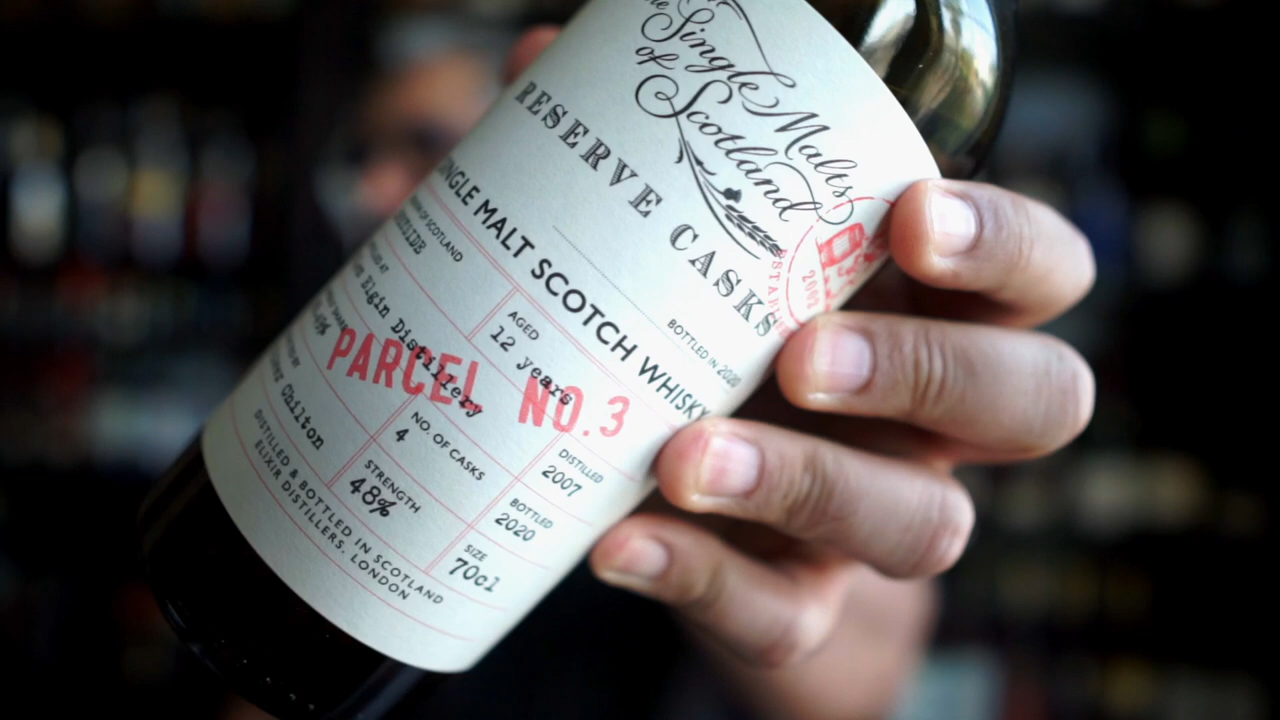 Single Malts
of Scotland
RESERVE CASKS
BOTTLED IN 2020
SINGLE MALT SCOTCH WHISKY
OF SCOTLAND
AGED
12 years
Elgin Distillery
PARCEL NO.3
NO. OF CASKS
4
DISTILLED
2007
Chilton
STRENGTH
48%
BOTTLED
2020
SIZE
70cl
DISTILLED & BOTTLED IN SCOTLAND
ELIXIR DISTILLERS, LONDON